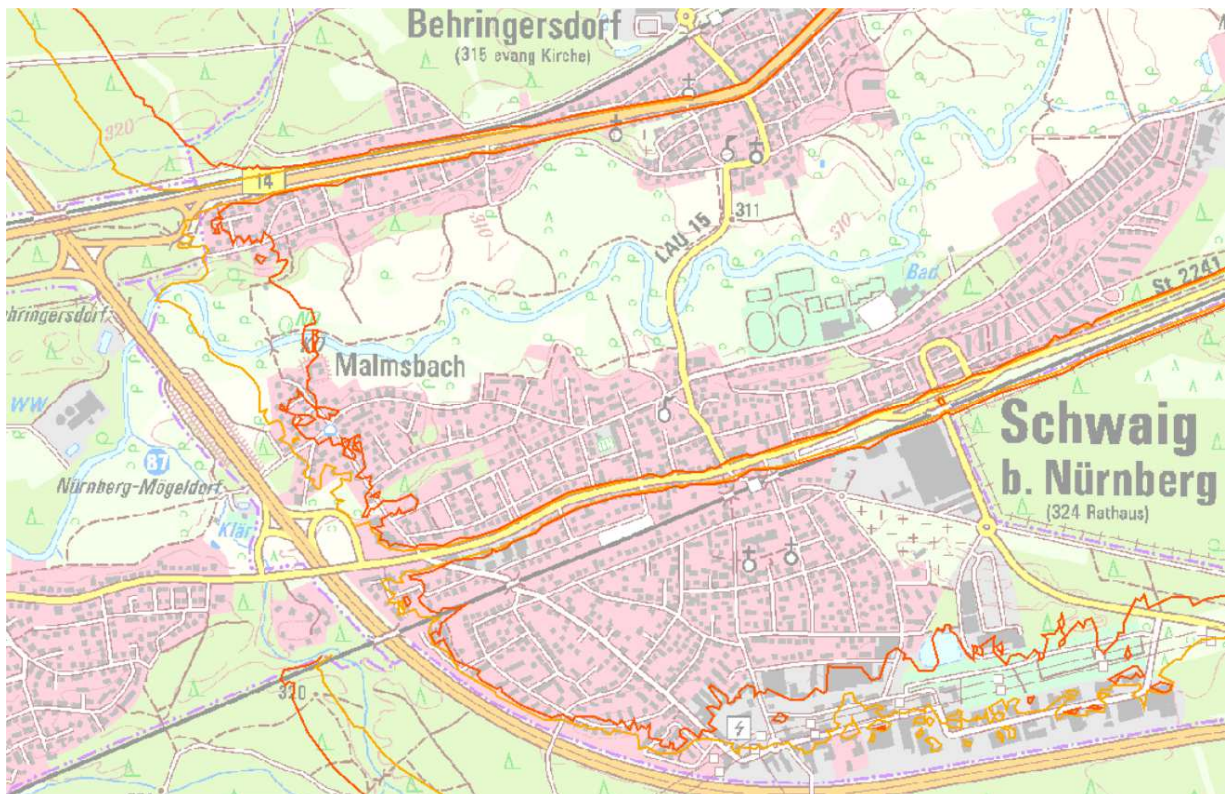 Behringersdorf
(315 evang Kirche)
320
14
311
310
310
LAU 15
Bad
St 2241
Malmsbach
WW
87
Nürnberg-Mögeldorf
Klär
Schwaig
b. Nürnberg
(324 Rathaus)
320